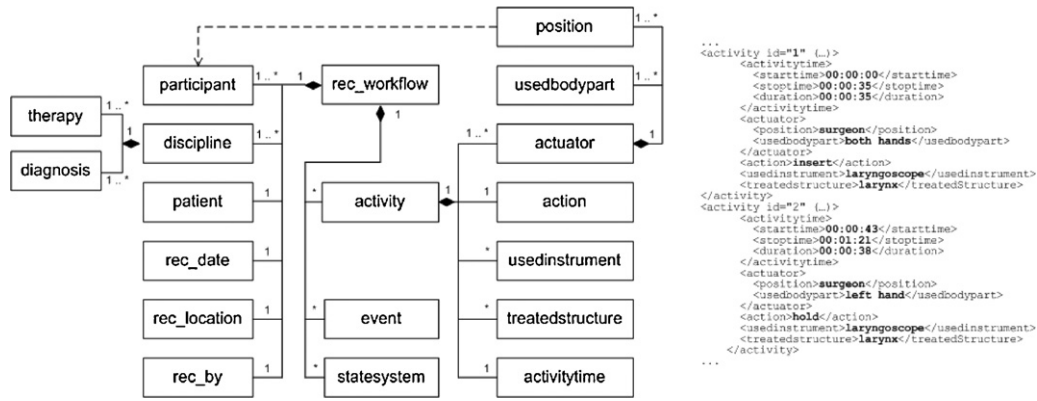 position
1..*
participant
1..*
1
rec_workflow
1
usedbodypart
1..*
therapy
1..*
1
discipline
1..*
actuator
1..*
1
diagnosis
1..*
patient
1
activity
*
1
action
1
rec_date
1
usedinstrument
*
rec_location
1
event
*
treatedstructure
*
rec_by
1
statesystem
*
activitytime
1
...
<activity id="1" (…)>
<activitytime>
<starttime>00:00:00</starttime>
<stoptime>00:00:35</stoptime>
<duration>00:00:35</duration>
</activitytime>
<actuator>
<position>surgeon</position>
<usedbodypart>both hands</usedbodypart>
</actuator>
<action>insert</action>
<usedinstrument>laryngoscope</usedinstrument>
<treatedstructure>larynx</treatedStructure>
</activity>
<activity id="2" (…)>
<activitytime>
<starttime>00:00:43</starttime>
<stoptime>00:01:21</stoptime>
<duration>00:00:38</duration>
</activitytime>
<actuator>
<position>surgeon</position>
<usedbodypart>left hand</usedbodypart>
</actuator>
<action>hold</action>
<usedinstrument>laryngoscope</usedinstrument>
<treatedstructure>larynx</treatedStructure>
</activity>
...